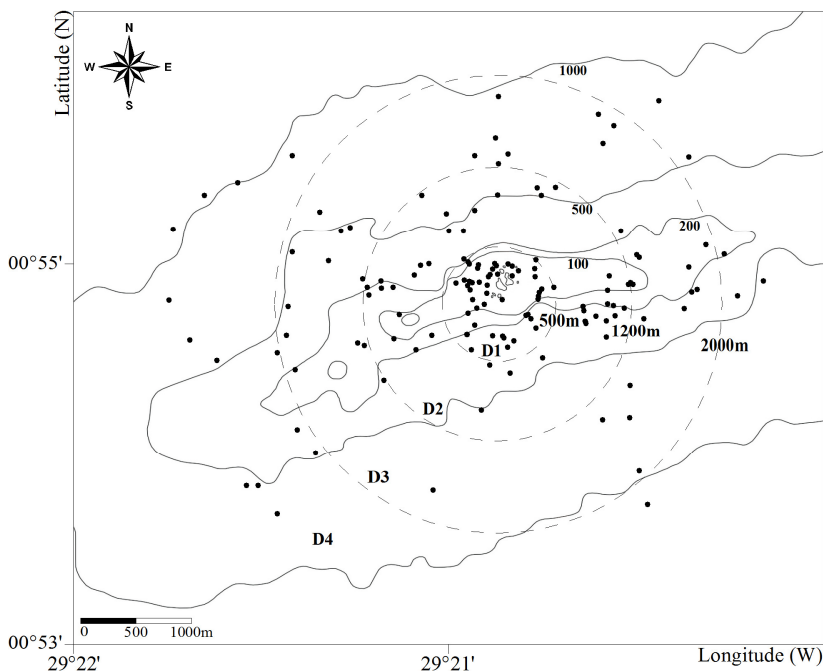 Latitude (N)
N
W E
S
1000
500
200
100
00°55'
500m
1200m
2000m
D1
D2
D3
D4
0 500 1000m
00°53'
29°22' 29°21'
Longitude (W)